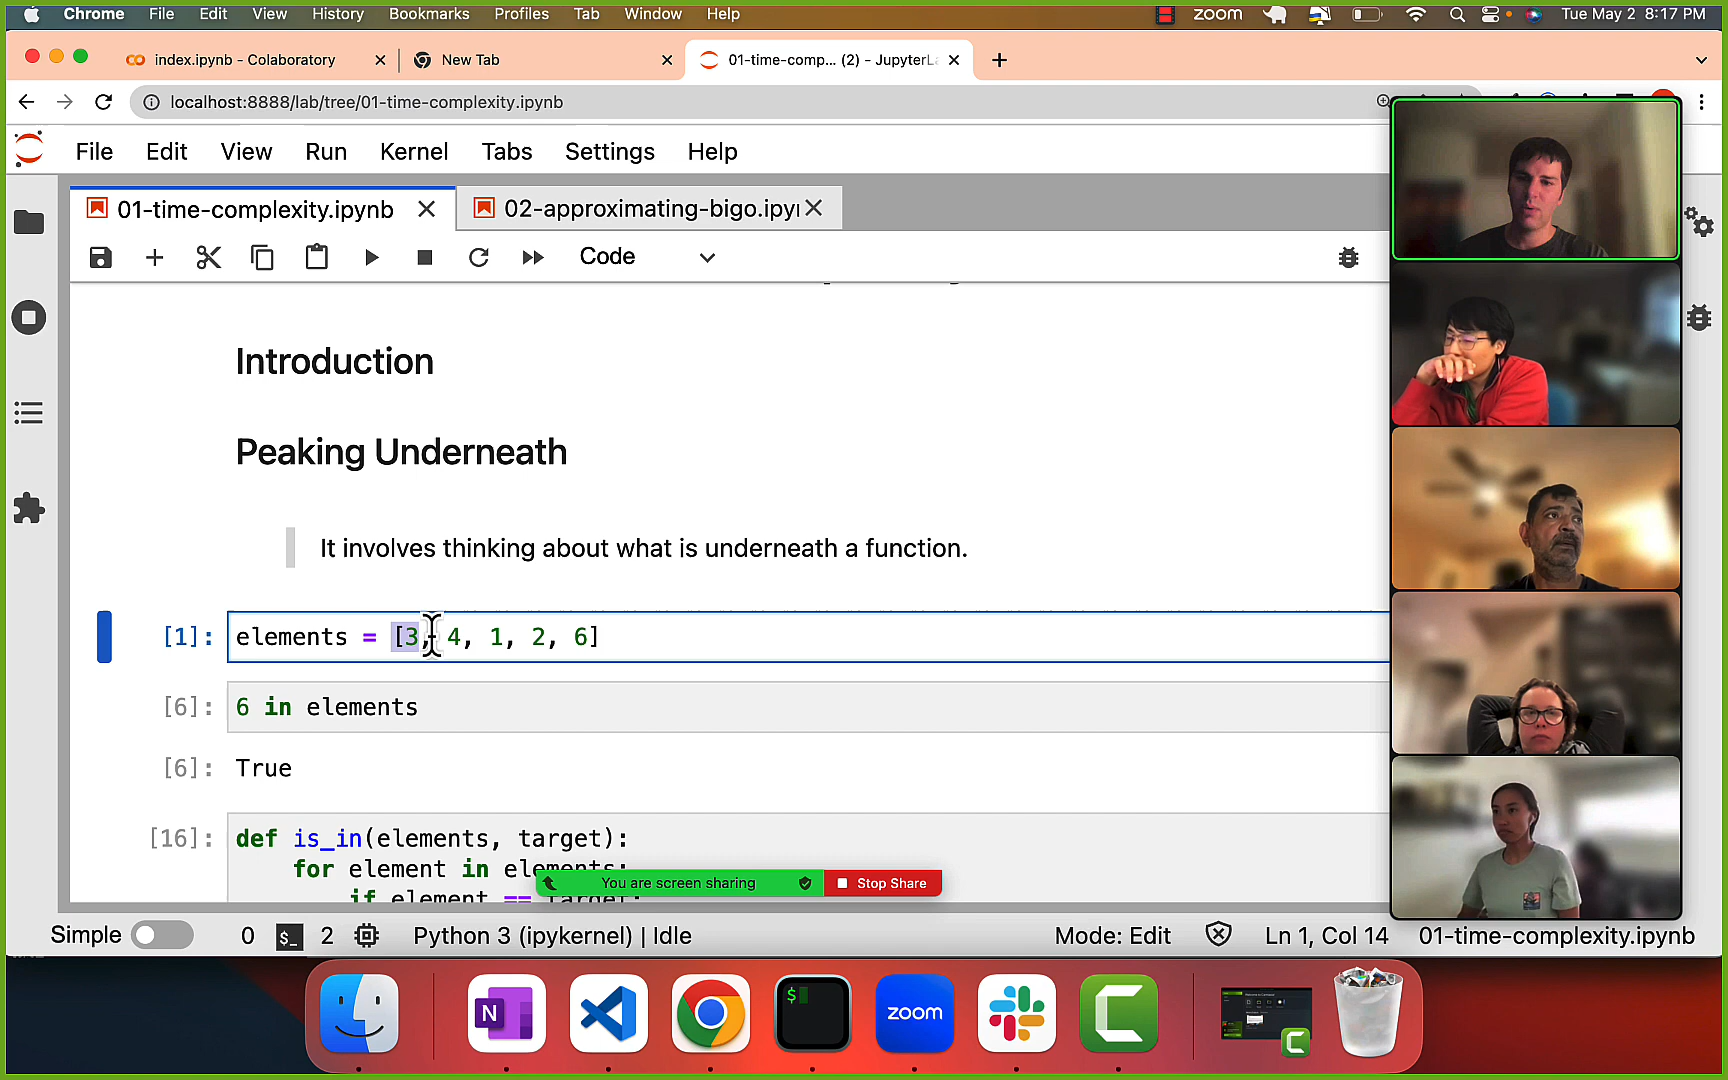 Chrome File Edit View History Bookmarks Profiles Tab Window Help zoom Tue May 2 8:17 PM
index.ipynb - Colaboratory New Tab 01-time-comp... (2) - JupyterLa
localhost:8888/lab/tree/01-time-complexity.ipynb
File Edit View Run Kernel Tabs Settings Help
01-time-complexity.ipynb 02-approximating-bigo.ipyn
Code
Introduction
Peaking Underneath
It involves thinking about what is underneath a function.
[1]: elements = [3, 4, 1, 2, 6]
[6]: 6 in elements
[6]: True
[16]: def is_in(elements, target):
for element in elements:
if element == target:
You are screen sharing Stop Share
Simple 0 $_ 2 Python 3 (ipykernel) | Idle Mode: Edit Ln 1, Col 14 01-time-complexity.ipynb
N $ zoom C C